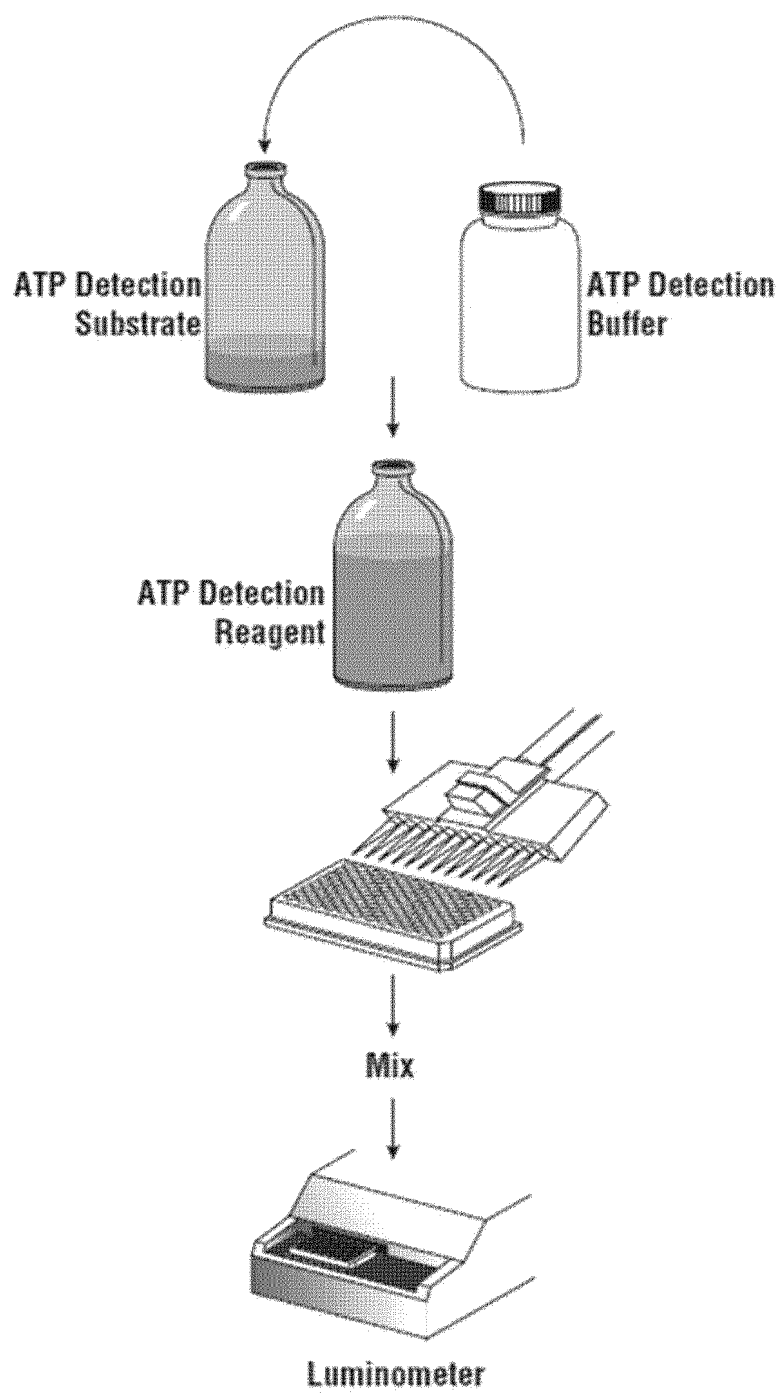 ATP Detection
Substrate
ATP Detection
Buffer
ATP Detection
Reagent
Mix
Luminometer